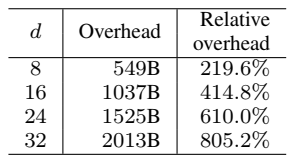 d Overhead Relative overhead
8 549B 219.6%
16 1037B 414.8%
24 1525B 610.0%
32 2013B 805.2%